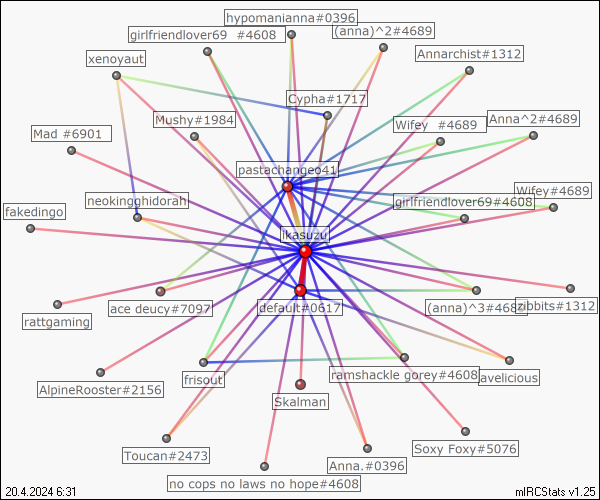 hypomanianna#0396
girlfriendlover69 #4608
(anna)^2#4689
Annarchist#1312
xenoyaut
Cypha#1717
Mushy#1984
Wifey #4689
Anna^2#4689
Mad #6901
pastachangeo41
Wifey#4689
neokingghidorah
girlfriendlover69#4608
fakedingo
ikasuzu
ace deucy#7097
default#0617
(anna)^3#4682
zibbits#1312
rattgaming
frisout
ramshackle gorey#4608
avelicious
AlpineRooster#2156
Skalman
Toucan#2473
Soxy Foxy#5076
Anna.#0396
no cops no laws no hope#4608
20.4.2024 6:31
mIRCStats v1.25